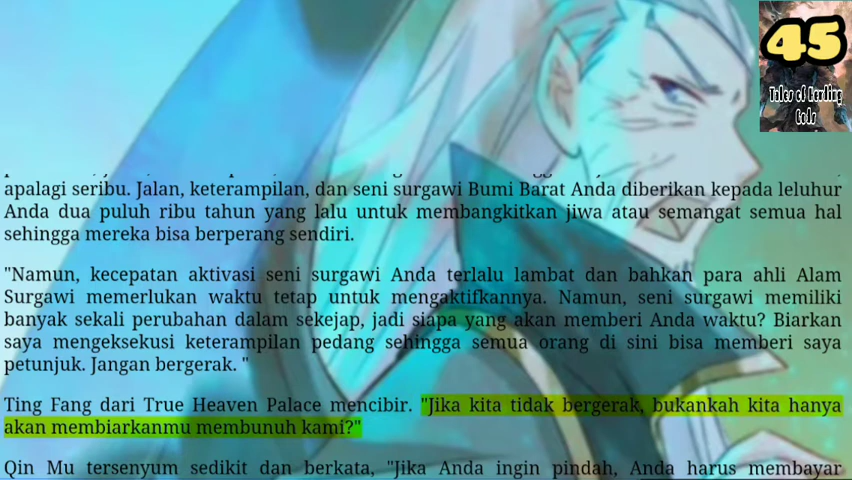 45
Tales of Herding
Gods
apalagi seribu. Jalan, keterampilan, dan seni surgawi Bumi Barat Anda diberikan kepada leluhur
Anda dua puluh ribu tahun yang lalu untuk membangkitkan jiwa atau semangat semua hal
sehingga mereka bisa berperang sendiri.
"Namun, kecepatan aktivasi seni surgawi Anda terlalu lambat dan bahkan para ahli Alam
Surgawi memerlukan waktu tetap untuk mengaktifkannya. Namun, seni surgawi memiliki
banyak sekali perubahan dalam sekejap, jadi siapa yang akan memberi Anda waktu? Biarkan
saya mengeksekusi keterampilan pedang sehingga semua orang di sini bisa memberi saya
petunjuk. Jangan bergerak. "
Ting Fang dari True Heaven Palace mencibir. "Jika kita tidak bergerak, bukankah kita hanya
akan membiarkanmu membunuh kami?"
Qin Mu tersenyum sedikit dan berkata, "Jika Anda ingin pindah, Anda harus membayar